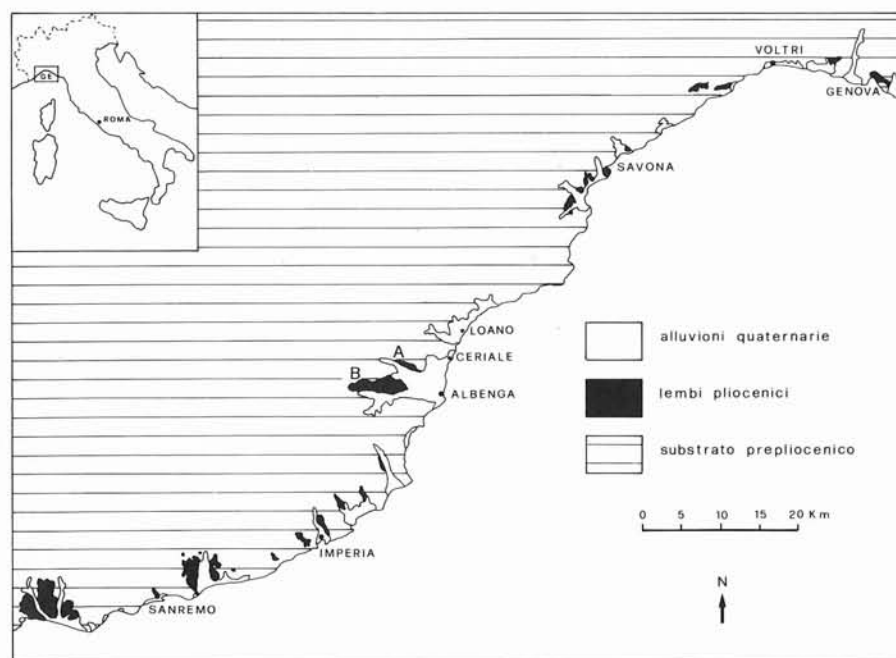 GE
ROMA
VOLTRI
GENOVA
SAVONA
LOANO
A
CERIALE
B
ALBENGA
IMPERIA
SANREMO
alluvioni quaternarie
lembi pliocenici
substrato prepliocenico
0 5 10 15 20 Km
N